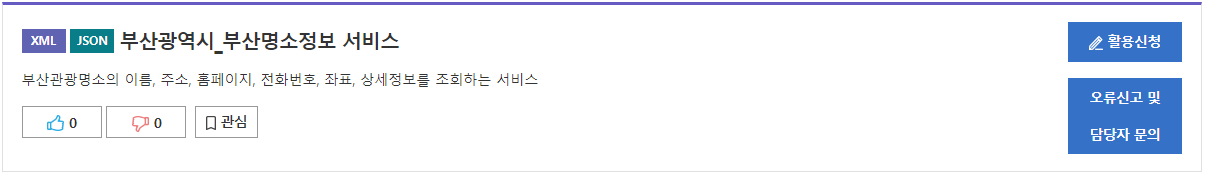 XML JSON 부산광역시_부산명소정보 서비스
활용신청
부산관광명소의 이름, 주소, 홈페이지, 전화번호, 좌표, 상세정보를 조회하는 서비스
오류신고 및
담당자 문의
0 0 관심